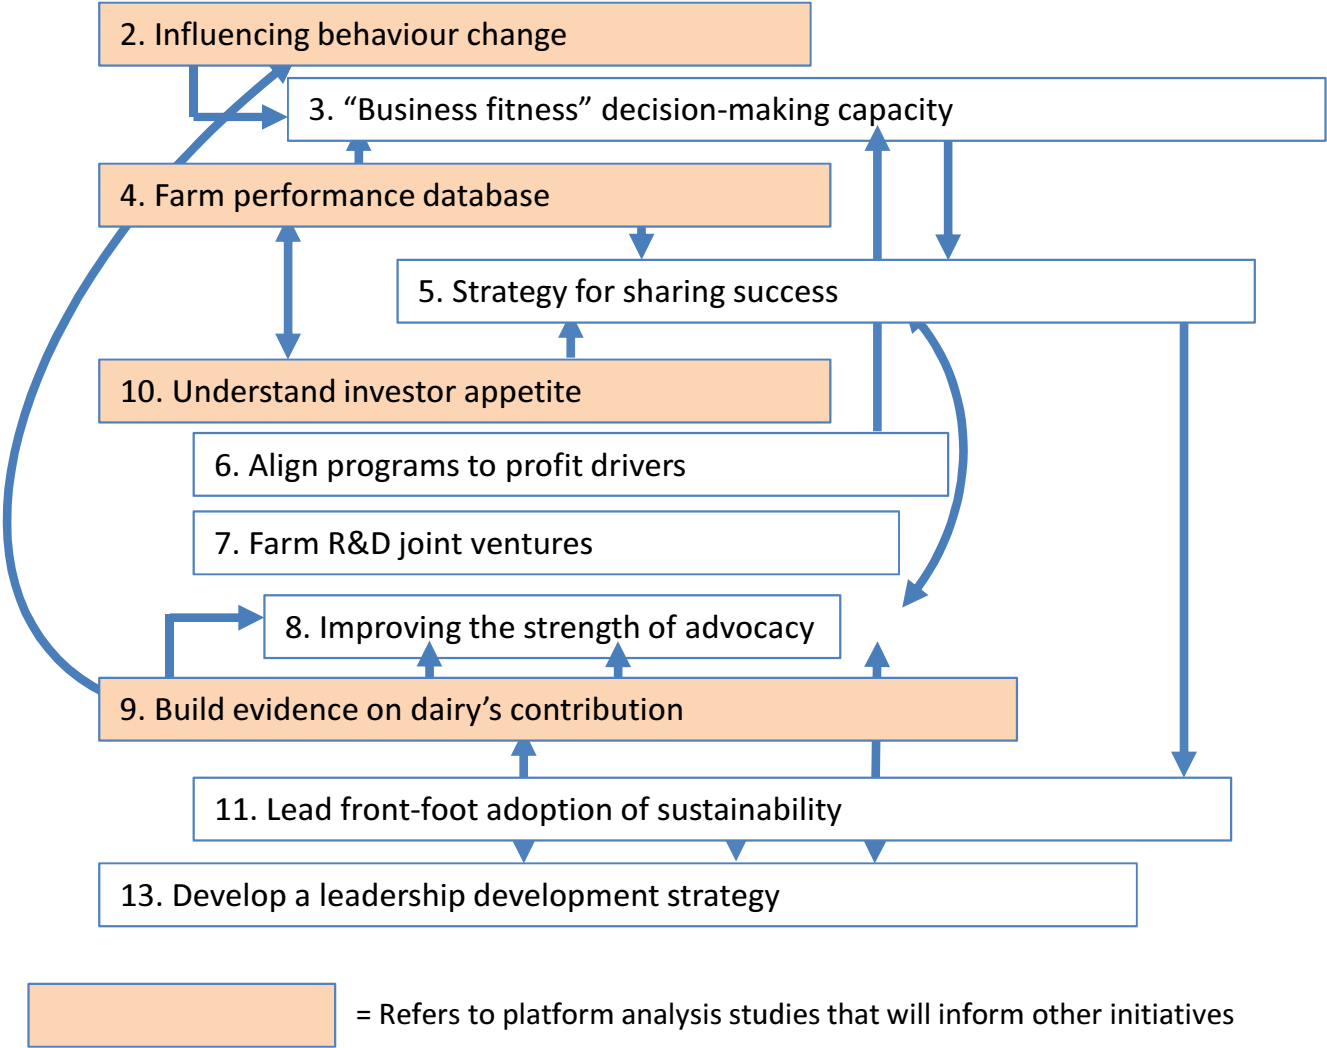 2. Influencing behaviour change
3. “Business fitness” decision-making capacity
4. Farm performance database
5. Strategy for sharing success
10. Understand investor appetite
6. Align programs to profit drivers
7. Farm R&D joint ventures
8. Improving the strength of advocacy
9. Build evidence on dairy’s contribution
11. Lead front-foot adoption of sustainability
13. Develop a leadership development strategy
= Refers to platform analysis studies that will inform other initiatives